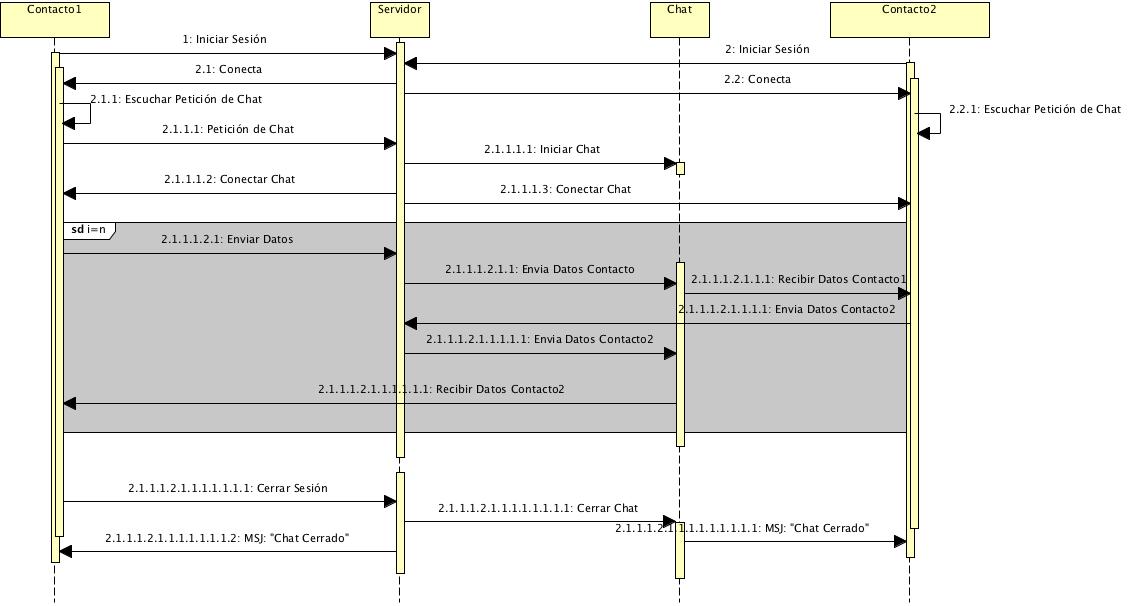 Contacto1
Servidor
Chat
Contacto2
1: Iniciar Sesión
2: Iniciar Sesión
2.1: Conecta
2.2: Conecta
2.1.1: Escuchar Petición de Chat
2.2.1: Escuchar Petición de Chat
2.1.1.1: Petición de Chat
2.1.1.1.1: Iniciar Chat
2.1.1.1.2: Conectar Chat
2.1.1.1.3: Conectar Chat
sd i=n
2.1.1.1.2.1: Enviar Datos
2.1.1.1.2.1.1: Envia Datos Contacto
2.1.1.1.2.1.1.1: Recibir Datos Contacto1
2.1.1.1.2.1.1.1.1: Envia Datos Contacto2
2.1.1.1.2.1.1.1.1.1: Envia Datos Contacto2
2.1.1.1.2.1.1.1.1.1.1: Recibir Datos Contacto2
2.1.1.1.2.1.1.1.1.1.1.1: Cerrar Sesión
2.1.1.1.2.1.1.1.1.1.1.1.1: Cerrar Chat
2.1.1.1.2.1.1.1.1.1.1.1.1.1: MSJ: "Chat Cerrado"
2.1.1.1.2.1.1.1.1.1.1.1.2: MSJ: "Chat Cerrado"